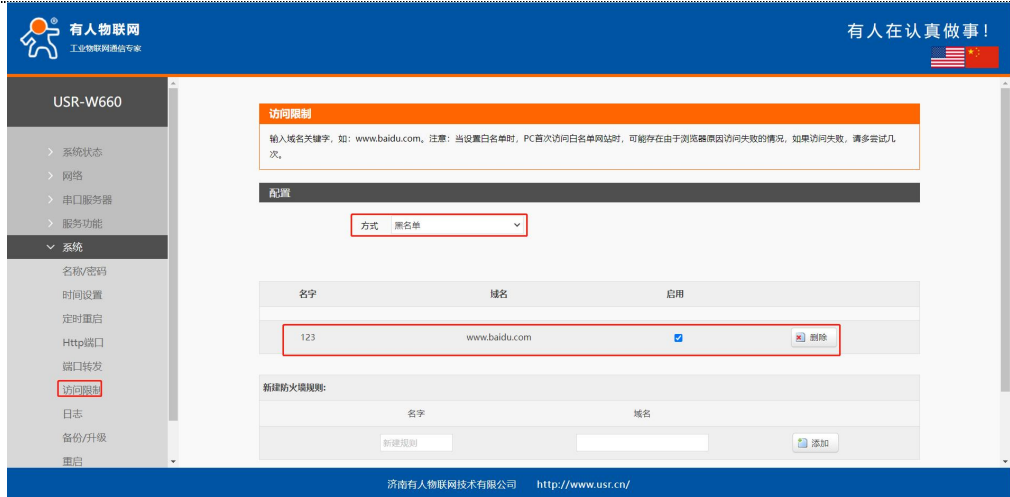 有人物联网
工业物联网通信专家
有人在认真做事!
USR-W660
系统状态
网络
串口服务器
服务功能
系统
名称/密码
时间设置
定时重启
Http端口
端口转发
访问限制
日志
备份/升级
重启
访问限制
输入域名关键字,如:www.baidu.com。注意:当设置白名单时,PC首次访问白名单网站时,可能存在由于浏览器原因访问失败的情况,如果访问失败,请多尝试几
次。
配置
方式 黑名单
名字 域名 启用
123 www.baidu.com 删除
新建防火墙规则:
名字 域名
新建规则 添加
济南有人物联网技术有限公司 http://www.usr.cn/